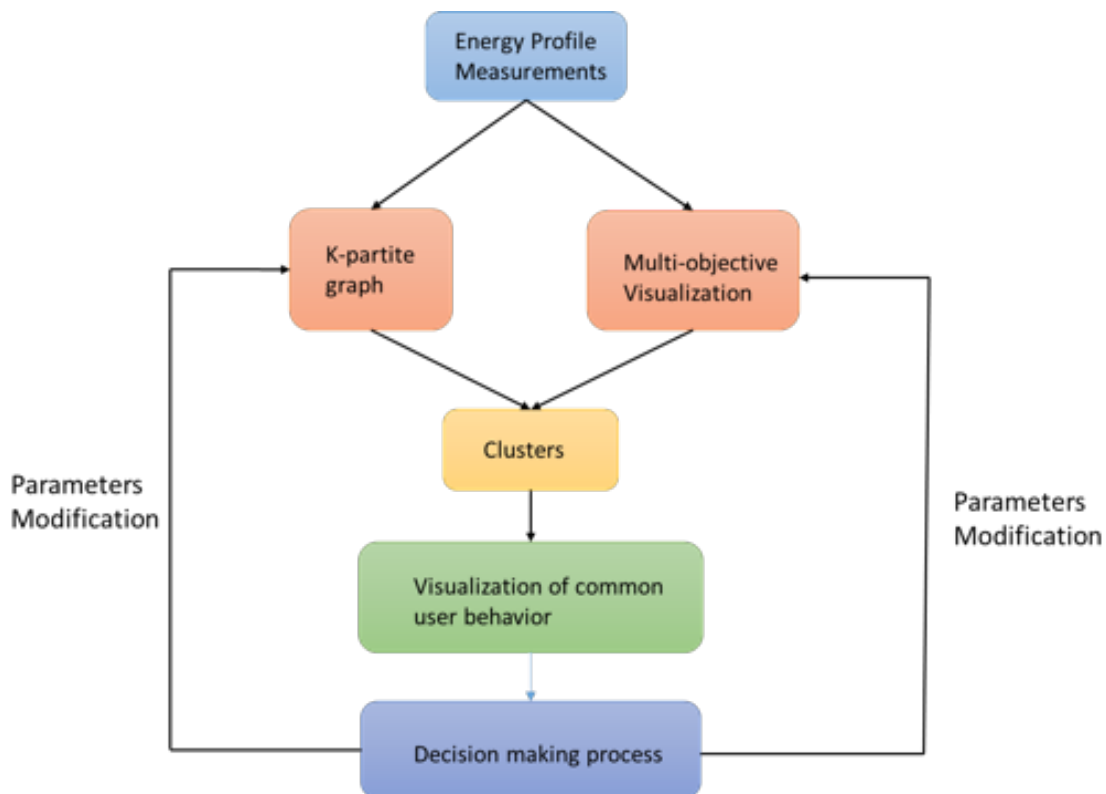 Energy Profile
Measurements
K-partite
graph
Multi-objective
Visualization
Clusters
Parameters
Modification
Parameters
Modification
Visualization of common
user behavior
Decision making process